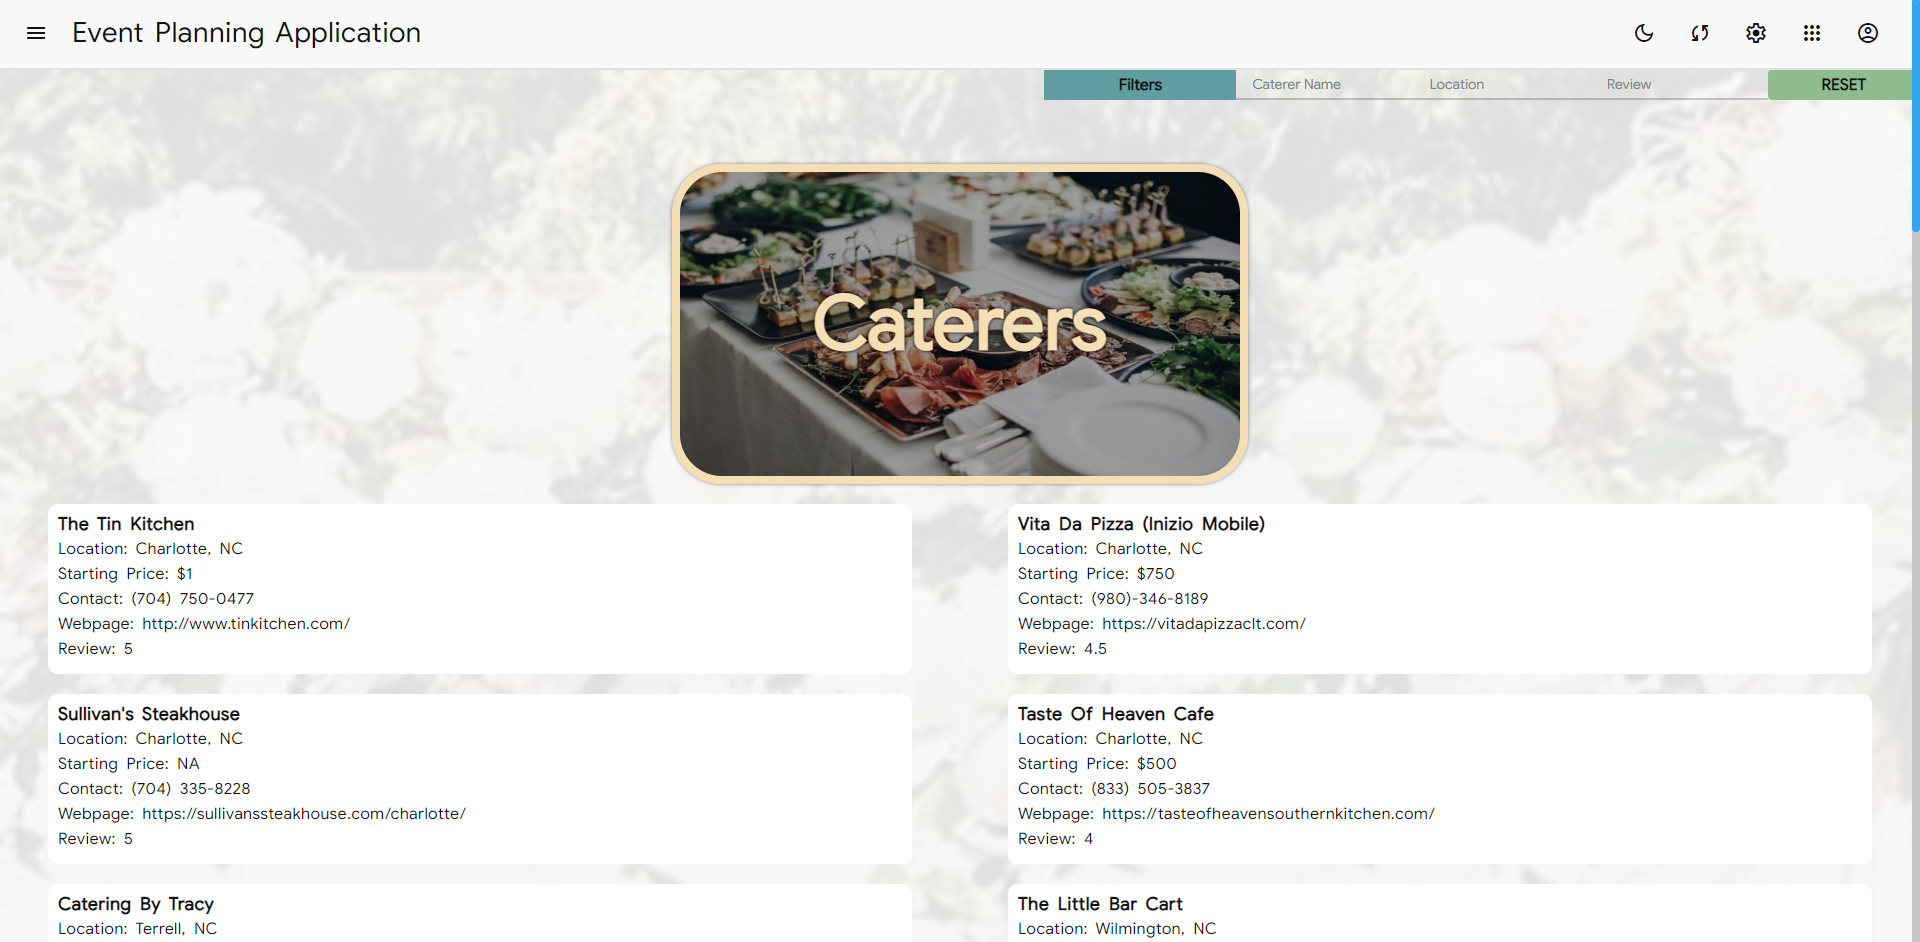 Event Planning Application
Filters
Caterer Name
Location
Review
RESET
Caterers
The Tin Kitchen
Location: Charlotte, NC
Starting Price: $1
Contact: (704) 750-0477
Webpage: http://www.tinkitchen.com/
Review: 5
Vita Da Pizza (Inizio Mobile)
Location: Charlotte, NC
Starting Price: $750
Contact: (980)-346-8189
Webpage: https://vitadapizzaclt.com/
Review: 4.5
Sullivan's Steakhouse
Location: Charlotte, NC
Starting Price: NA
Contact: (704) 335-8228
Webpage: https://sullivanssteakhouse.com/charlotte/
Review: 5
Taste Of Heaven Cafe
Location: Charlotte, NC
Starting Price: $500
Contact: (833) 505-3837
Webpage: https://tasteofheavensouthernkitchen.com/
Review: 4
Catering By Tracy
Location: Terrell, NC
The Little Bar Cart
Location: Wilmington, NC